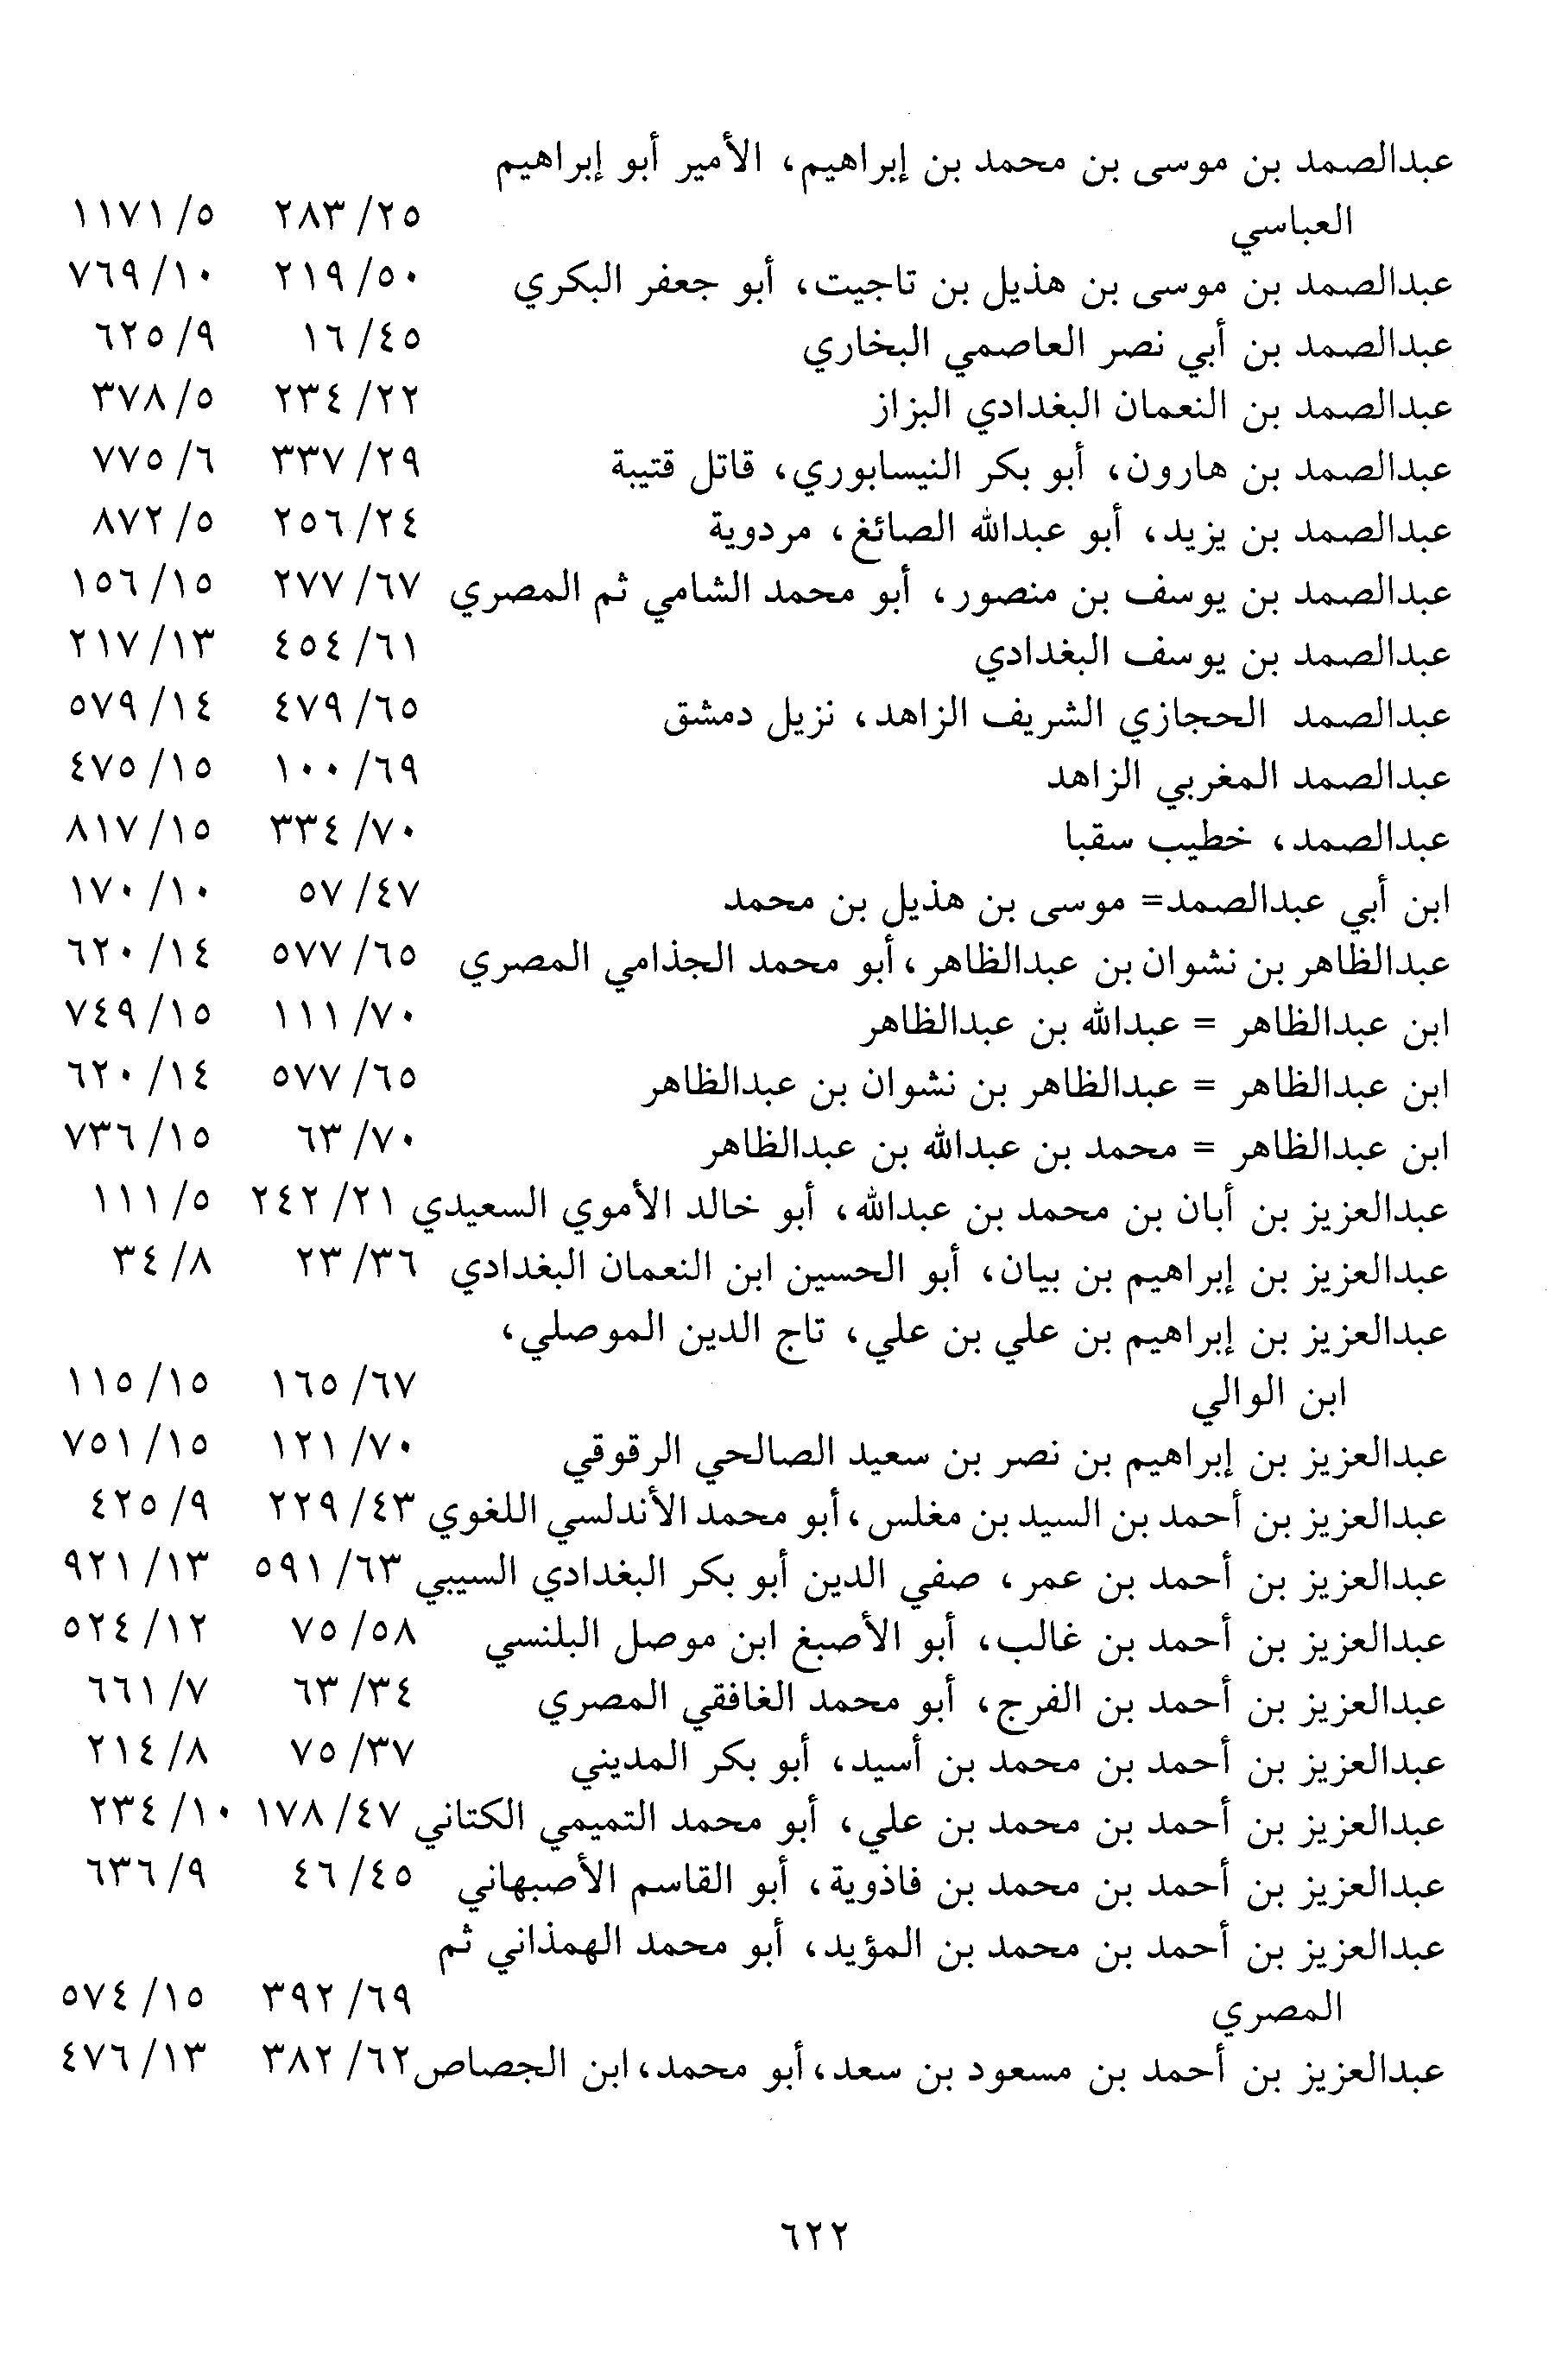 عبدالصمد بن موسى بن محمد بن إبراهيم، الأمير أبو إبراهيم
العباسي ٢٥/ ٢٨٣ ٥/ ١١٧١
عبدالصمد بن موسى بن هذيل بن تاجيت، أبو جعفر البكري ٥٠/ ٢١٩ ١٠/ ٧٦٩
عبدالصمد بن أبي نصر العاصمي البخاري ٤٥/ ١٦ ٩/ ٦٢٥
عبدالصمد بن النعمان البغدادي البزاز ٢٢/ ٢٣٤ ٥/ ٣٧٨
عبدالصمد بن هارون، أبو بكر النيسابوري، قاتل قتيبة ٢٩/ ٣٣٧ ٦/ ٧٧٥
عبدالصمد بن يزيد، أبو عبدالله الصائغ، مردوية ٢٤/ ٢٥٦ ٥/ ٨٧٢
عبدالصمد بن يوسف بن منصور، أبو محمد الشامي ثم المصري ٦٧/ ٢٧٧ ١٥/ ١٥٦
عبدالصمد بن يوسف البغدادي ٦١/ ٤٥٤ ١٣/ ٢١٧
عبدالصمد الحجازي الشريف الزاهد، نزيل دمشق ٦٥/ ٤٧٩ ١٤/ ٥٧٩
عبدالصمد المغربي الزاهد ٦٩/ ١٠٠ ١٥/ ٤٧٥
عبدالصمد، خطيب سقبا ٧٠/ ٣٣٤ ١٥/ ٨١٧
ابن أبي عبدالصمد= موسى بن هذيل بن محمد ٤٧/ ٥٧ ١٠/ ١٧٠
عبدالظاهر بن نشوان بن عبدالظاهر، أبو محمد الجذامي المصري ٦٥/ ٥٧٧ ١٤/ ٦٢٠
ابن عبدالظاهر = عبدالله بن عبدالظاهر ٧٠/ ١١١ ١٥/ ٧٤٩
ابن عبدالظاهر = عبدالظاهر بن نشوان بن عبدالظاهر ٦٥/ ٥٧٧ ١٤/ ٦٢٠
ابن عبدالظاهر = محمد بن عبدالله بن عبدالظاهر ٧٠/ ٦٣ ١٥/ ٧٣٦
عبدالعزيز بن أبان بن محمد بن عبدالله، أبو خالد الأموي السعيدي ٢١/ ٢٤٢ ٥/ ١١١
عبدالعزيز بن إبراهيم بن بيان، أبو الحسين ابن النعمان البغدادي ٣٦/ ٢٣ ٨/ ٣٤
عبدالعزيز بن إبراهيم بن علي بن علي، تاج الدين الموصلي،
ابن الوالي ٦٧/ ١٦٥ ١٥/ ١١٥
عبدالعزيز بن إبراهيم بن نصر بن سعيد الصالحي الرقوقي ٧٠/ ١٢١ ١٥/ ٧٥١
عبدالعزيز بن أحمد بن السيد بن مغلس، أبو محمد الأندلسي اللغوي ٤٣/ ٢٢٩ ٩/ ٤٢٥
عبدالعزيز بن أحمد بن عمر، صفي الدين أبو بكر البغدادي السيبي ٦٣/ ٥٩١ ١٣/ ٩٢١
عبدالعزيز بن أحمد بن غالب، أبو الأصبغ ابن موصل البلنسي ٥٨/ ٧٥ ١٢/ ٥٢٤
عبدالعزيز بن أحمد بن الفرج، أبو محمد الغافقي المصري ٣٤/ ٦٣ ٧/ ٦٦١
عبدالعزيز بن أحمد بن محمد بن أسيد، أبو بكر المديني ٣٧/ ٧٥ ٨/ ٢١٤
عبدالعزيز بن أحمد بن محمد بن علي، أبو محمد التميمي الكتاني ٤٧/ ١٧٨ ١٠/ ٢٣٤
عبدالعزيز بن أحمد بن محمد بن فاذوية، أبو القاسم الأصبهاني ٤٥/ ٤٦ ٩/ ٦٣٦
عبدالعزيز بن أحمد بن محمد بن المؤيد، أبو محمد الهمذاني ثم
المصري ٦٩/ ٣٩٢ ١٥/ ٥٧٤
عبدالعزيز بن أحمد بن مسعود بن سعد، أبو محمد، ابن الجصاص ٦٢/ ٣٨٢ ١٣/ ٤٧٦
٦٢٢